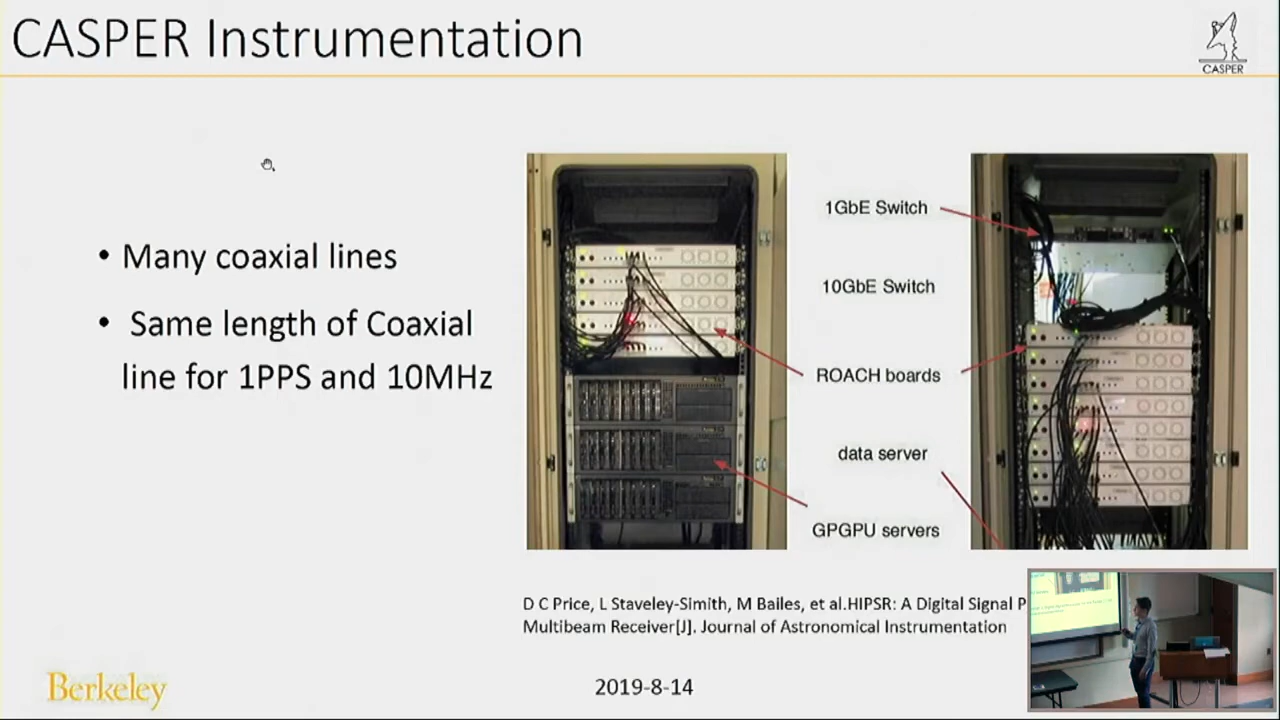 CASPER Instrumentation
CASPER
• Many coaxial lines
• Same length of Coaxial
line for 1PPS and 10MHz
1GbE Switch
10GbE Switch
ROACH boards
data server
GPGPU servers
D C Price, L Staveley-Simith, M Bailes, et al.HIPSR: A Digital Signal P
Multibeam Receiver[J]. Journal of Astronomical Instrumentation
Berkeley
2019-8-14